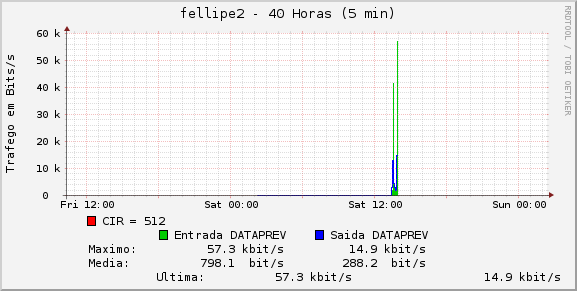 fellipe2 - 40 Horas (5 min)
RRDTOOL / TOBI OETIKER
Trafego em Bits/s
60 k
50 k
40 k
30 k
20 k
10 k
0
Fri 12:00 Sat 00:00 Sat 12:00 Sun 00:00
CIR = 512
Entrada DATAPREV Saida DATAPREV
Maximo: 57.3 kbit/s 14.9 kbit/s
Media: 798.1 bit/s 288.2 bit/s
Ultima: 57.3 kbit/s 14.9 kbit/s